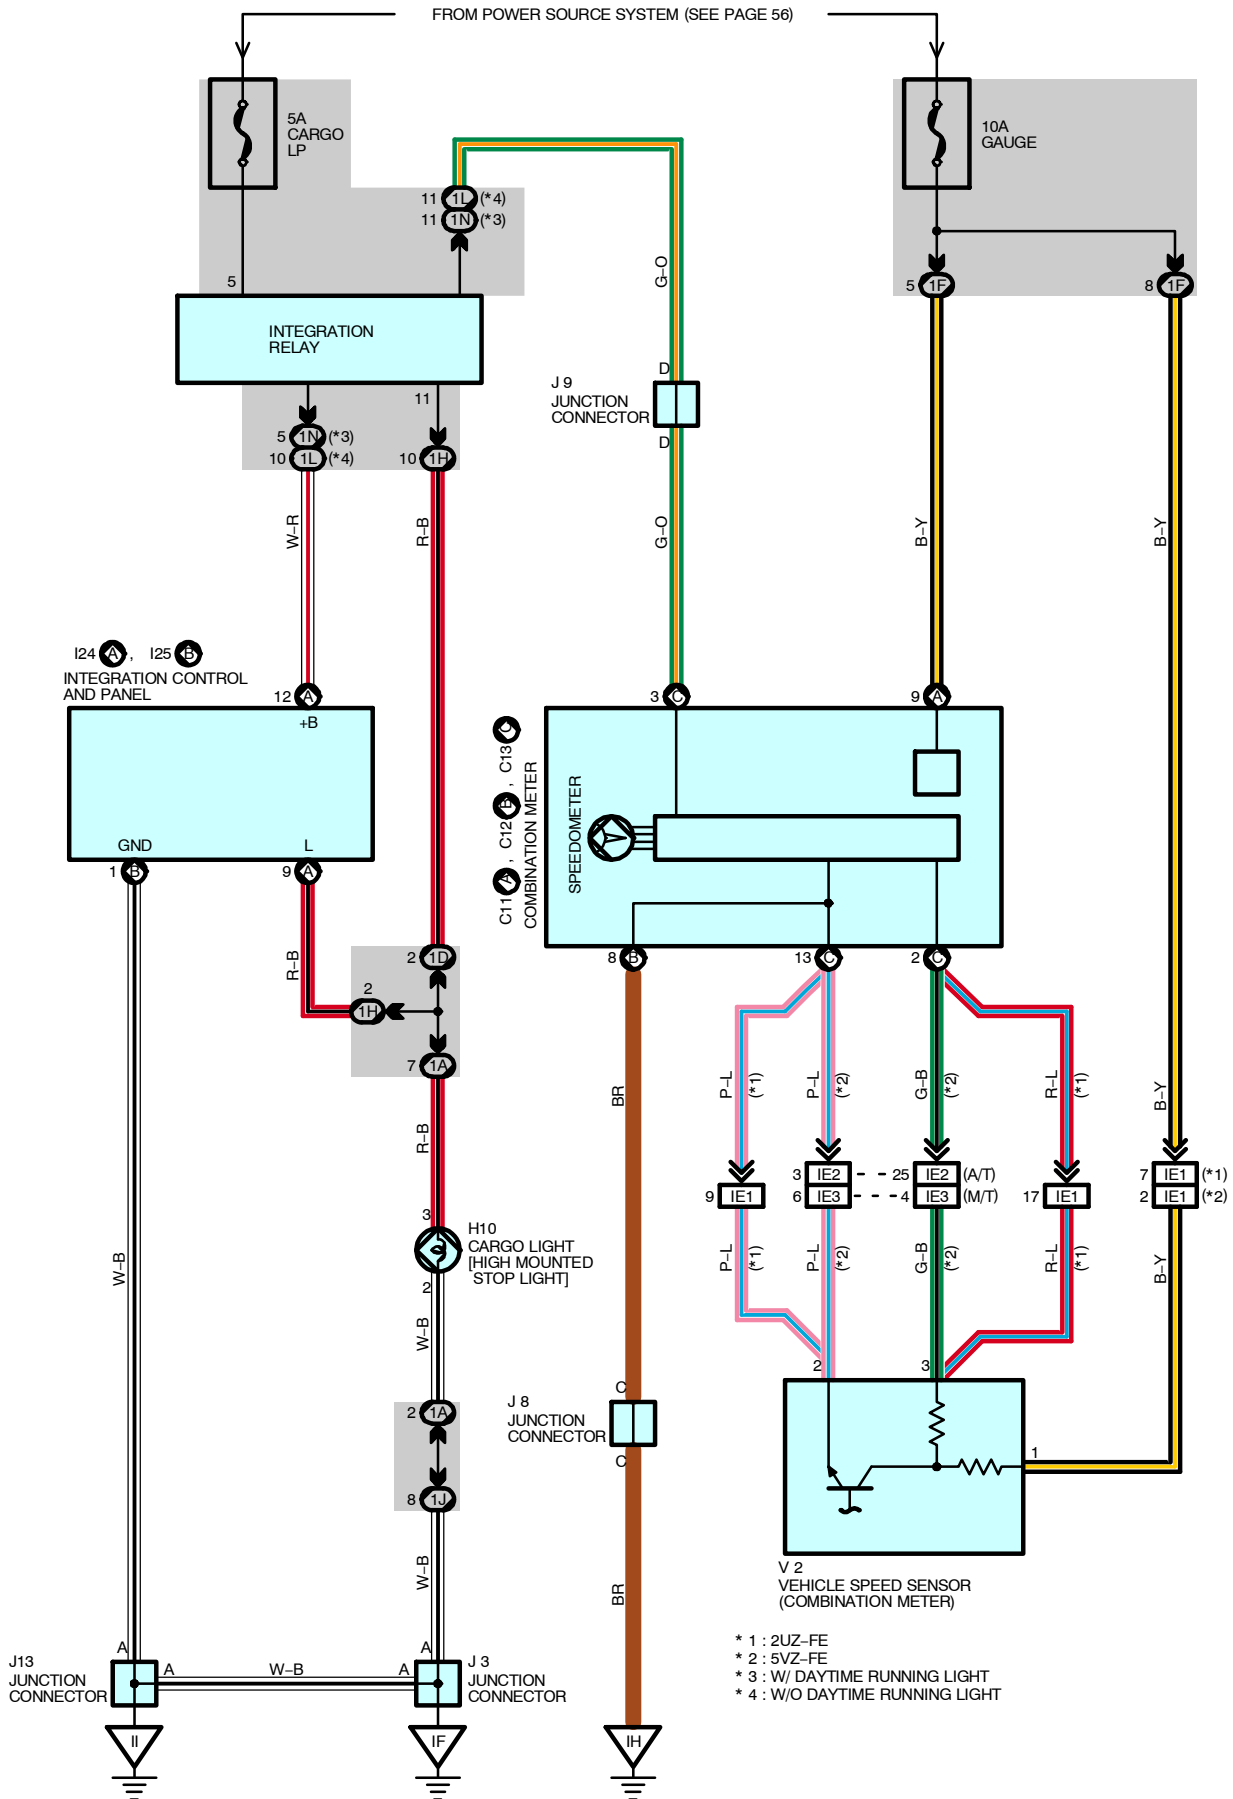 FROM POWER SOURCE SYSTEM (SEE PAGE 56)
5A
CARGO
LP
10A
GAUGE
11 1L (*4)
11 1N (*3)
5
5 1F
8 1F
G-O
INTEGRATION
RELAY
D
J 9
JUNCTION
CONNECTOR
D
11
5 1N (*3)
10 1L (*4)
10 1H
W-R
R-B
G-O
B-Y
B-Y
I24 A , I25 B
INTEGRATION CONTROL
AND PANEL
12 A
+B
3 C
9 A
C11 A , C12 B , C13 C
COMBINATION METER
SPEEDOMETER
GND
L
1 B
9 A
8 B
13 C
2 C
R-B
2 1D
2
1H
7 1A
BR
P-L
(*1)
P-L
(*2)
G-B
(*2)
R-L
(*1)
B-Y
R-B
3 IE2 - - 25 IE2 (A/T)
6 IE3 - - - 4 IE3 (M/T)
9 IE1
17 IE1
7 IE1 (*1)
2 IE1 (*2)
3
H10
CARGO LIGHT
[HIGH MOUNTED
STOP LIGHT]
2
W-B
W-B
P-L
(*1)
P-L
(*2)
G-B
(*2)
R-L
(*1)
B-Y
2
3
2 1A
C
J 8
JUNCTION
CONNECTOR
C
1
8 1J
W-B
BR
V 2
VEHICLE SPEED SENSOR
(COMBINATION METER)
* 1 : 2UZ-FE
* 2 : 5VZ-FE
* 3 : W/ DAYTIME RUNNING LIGHT
* 4 : W/O DAYTIME RUNNING LIGHT
A
A
J13
JUNCTION
CONNECTOR
A
W-B
A
J 3
JUNCTION
CONNECTOR
II
IF
IH